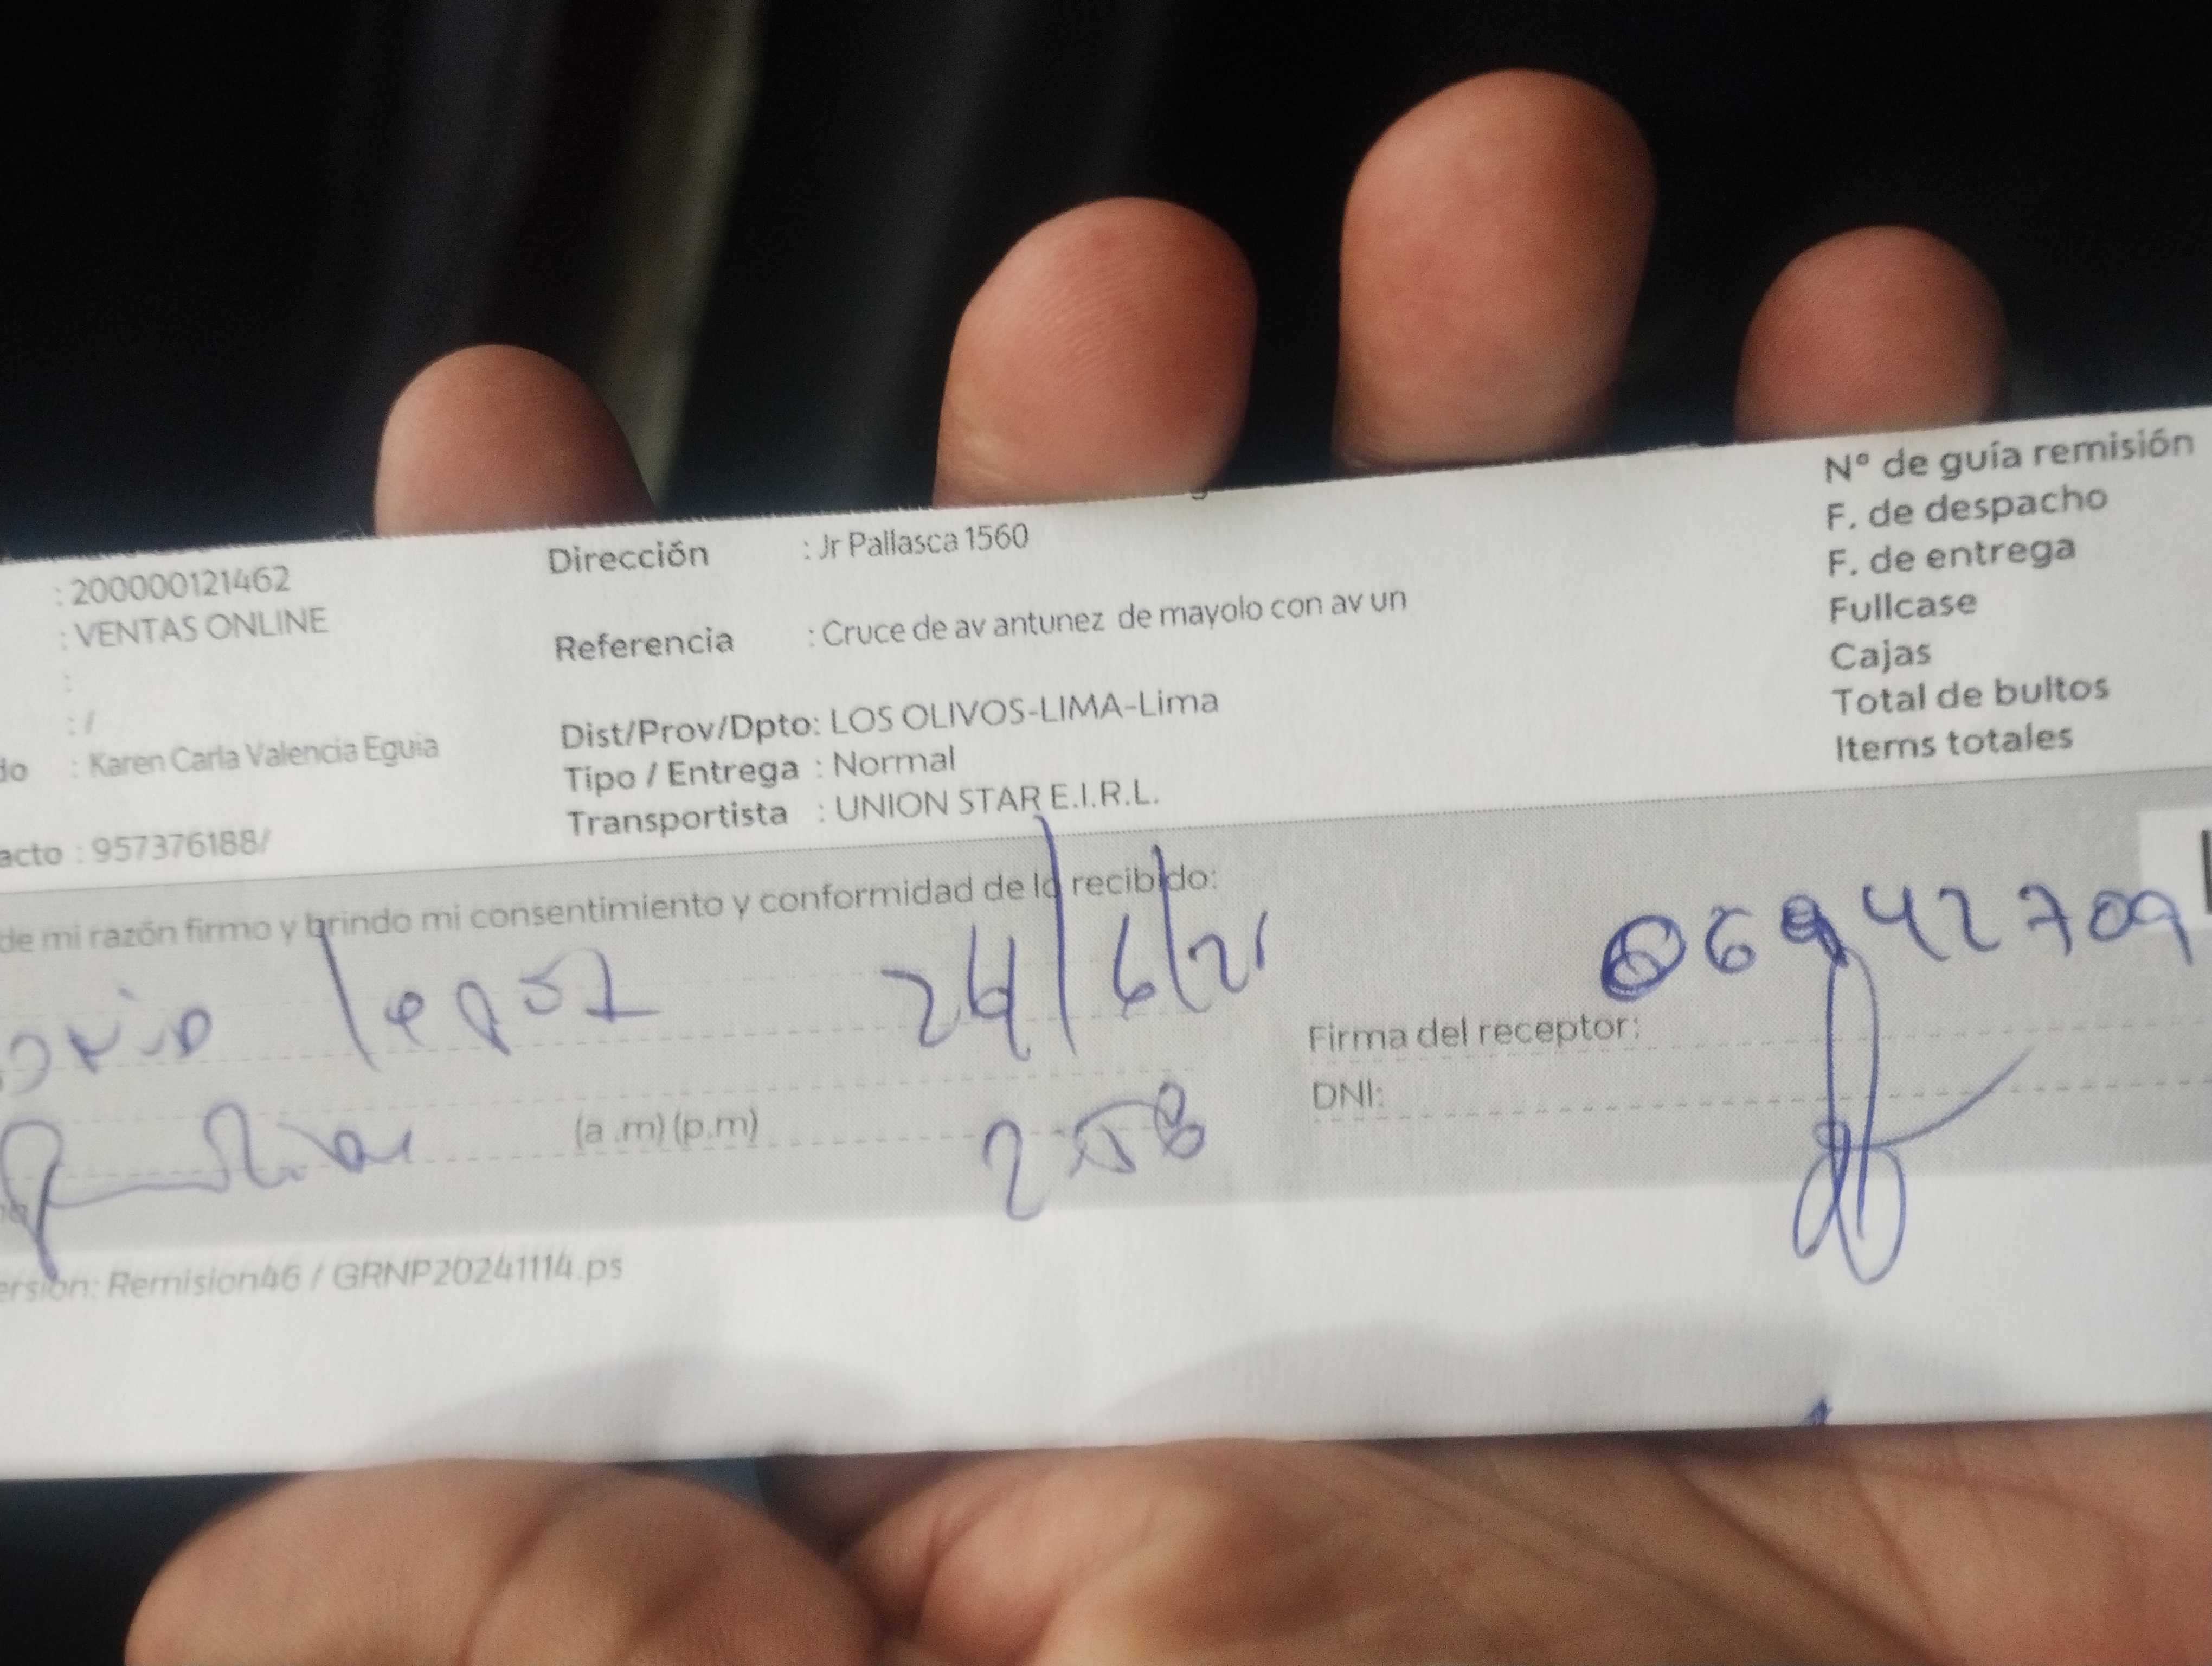 : 200000121462
: VENTAS ONLINE
:
: /
do : Karen Carla Valencia Eguia
acto : 957376188/
Dirección : Jr Pallasca 1560
Referencia : Cruce de av antunez de mayolo con av un
Dist/Prov/Dpto: LOS OLIVOS-LIMA-Lima
Tipo / Entrega : Normal
Transportista : UNION STAR E.I.R.L.
N° de guía remisión
F. de despacho
F. de entrega
Fullcase
Cajas
Total de bultos
Items totales
de mi razón firmo y brindo mi consentimiento y conformidad de lo recibido:
(a .m) (p.m) 2 58
Firma del receptor:
DNI:
ersión: Remision46 / GRNP20241114.ps